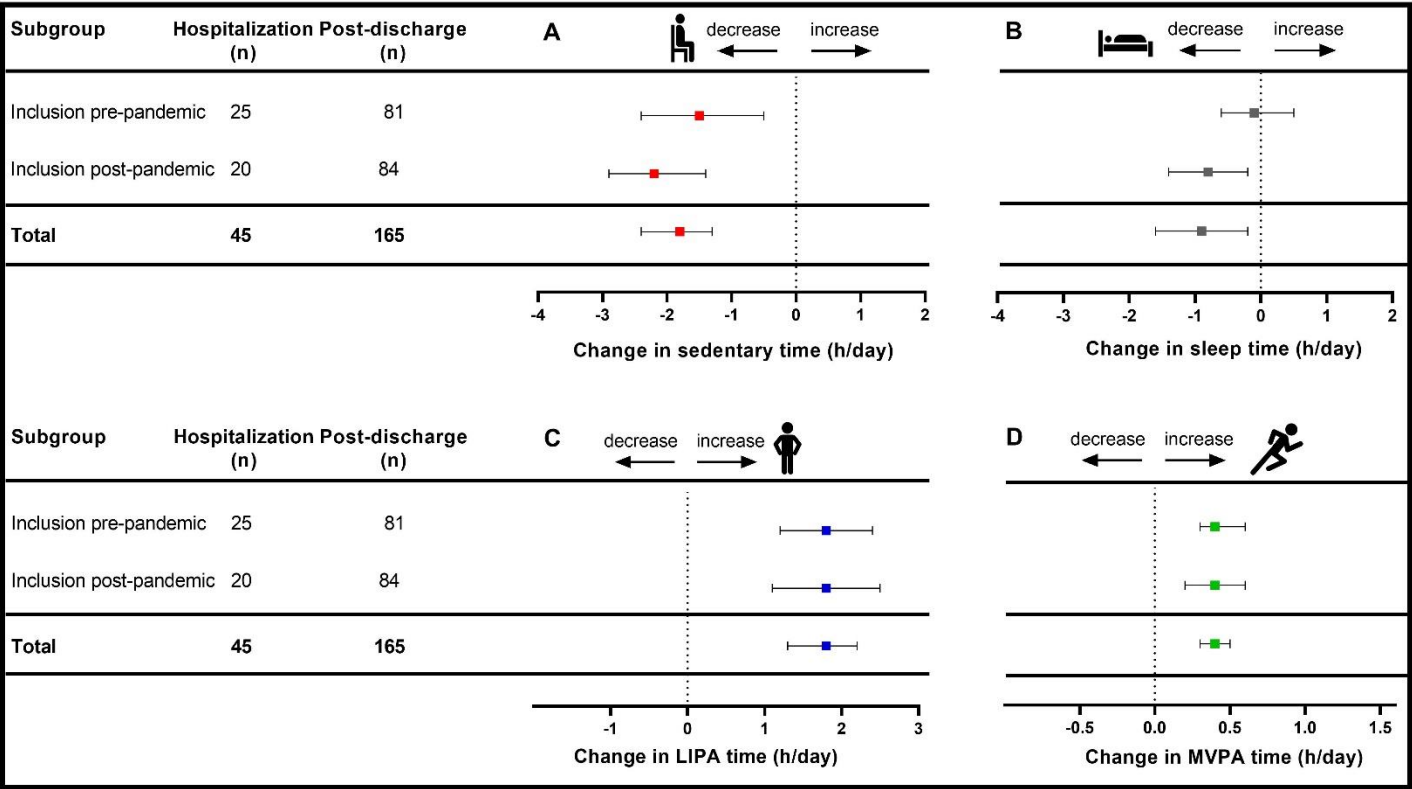 Subgroup Hospitalization Post-discharge A decrease increase B decrease increase
(n) (n)
Inclusion pre-pandemic 25 81
Inclusion post-pandemic 20 84
Total 45 165
-4 -3 -2 -1 0 1 2 -4 -3 -2 -1 0 1 2
Change in sedentary time (h/day) Change in sleep time (h/day)
Subgroup Hospitalization Post-discharge C decrease increase D decrease increase
(n) (n)
Inclusion pre-pandemic 25 81
Inclusion post-pandemic 20 84
Total 45 165
-1 0 1 2 3 -0.5 0.0 0.5 1.0 1.5
Change in LIPA time (h/day) Change in MVPA time (h/day)